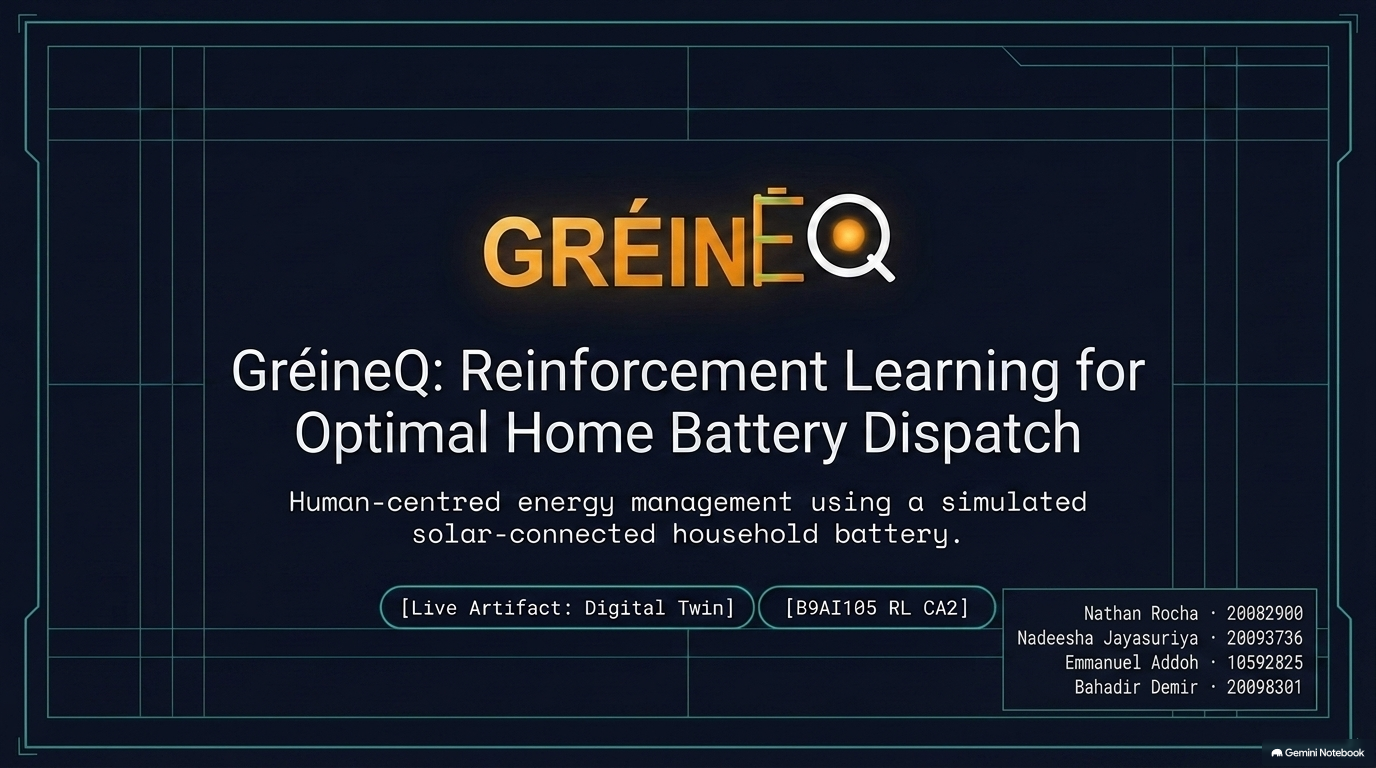 GRÉINEQ
GréineQ: Reinforcement Learning for
Optimal Home Battery Dispatch
Human-centred energy management using a simulated
solar-connected household battery.
[Live Artifact: Digital Twin]
[B9AI105 RL CA2]
Nathan Rocha · 20082900
Nadeesha Jayasuriya · 20093736
Emmanuel Addoh · 10592825
Bahadir Demir · 20098301
Gemini Notebook